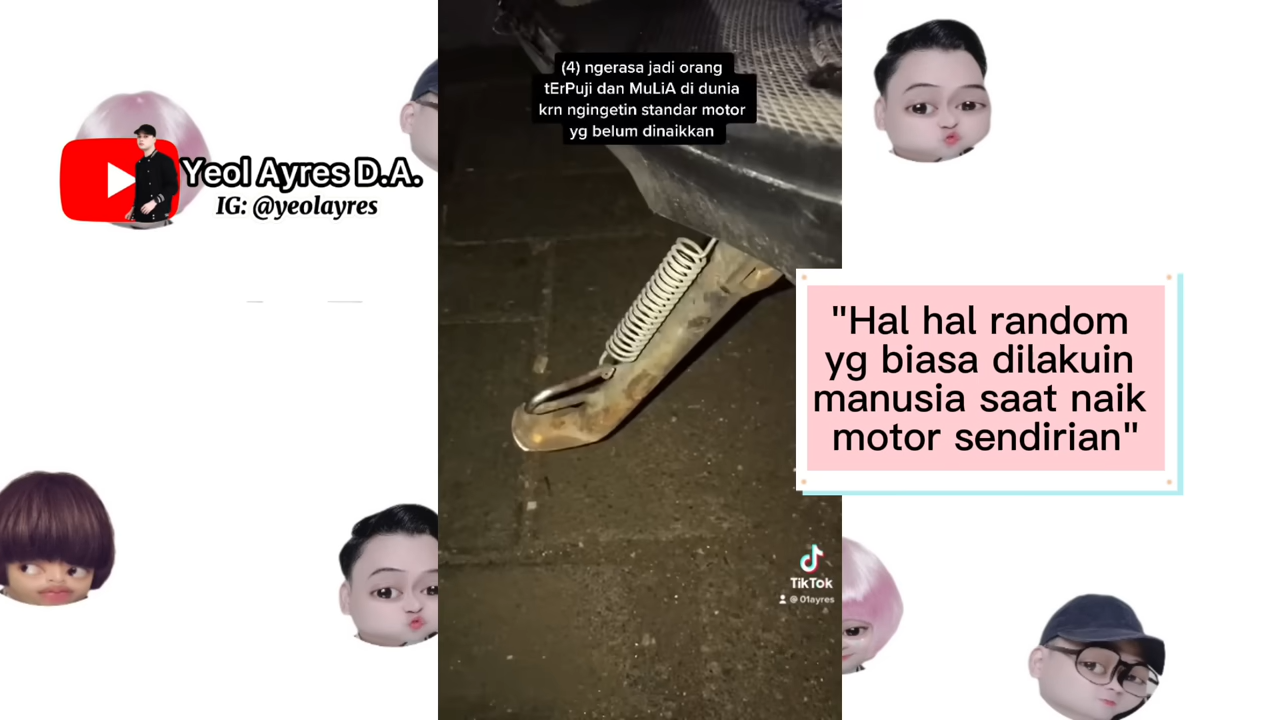 (4) ngerasa jadi orang
tErPuji dan MuLiA di dunia
krn ngingetin standar motor
yg belum dinaikkan
Yeol Ayres D.A.
IG: @yeolayres
"Hal hal random
yg biasa dilakuin
manusia saat naik
motor sendirian"
TikTok
@01ayres